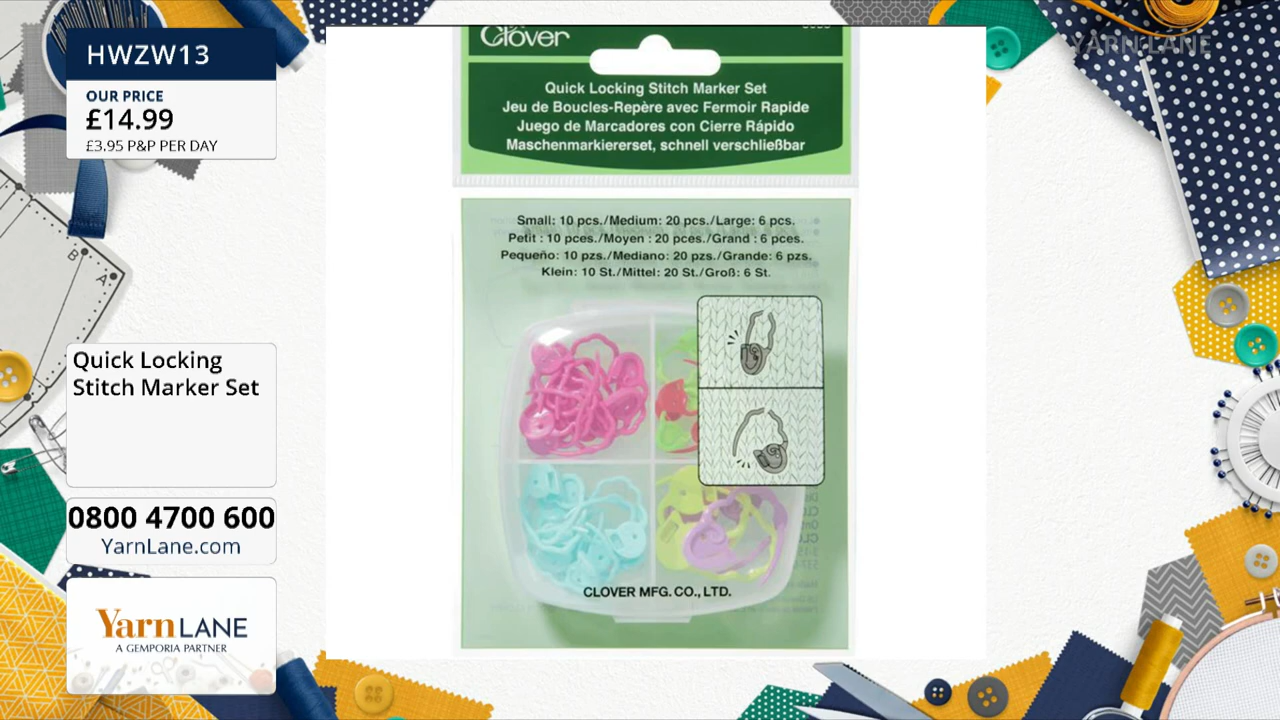 HWZW13
OUR PRICE
£14.99
£3.95 P&P PER DAY
Quick Locking
Stitch Marker Set
0800 4700 600
YarnLane.com
Yarn LANE
A GEMPORIA PARTNER
YARN LANE
Clover
Quick Locking Stitch Marker Set
Jeu de Boucles-Repère avec Fermoir Rapide
Juego de Marcadores con Cierre Rápido
Maschenmarkiererset, schnell verschließbar
Small: 10 pcs./Medium: 20 pcs./Large: 6 pcs.
Petit : 10 pces./Moyen : 20 pces./Grand : 6 pces.
Pequeño: 10 pzs./Mediano: 20 pzs./Grande: 6 pzs.
Klein: 10 St./Mittel: 20 St./Groß: 6 St.
CLOVER MFG. CO., LTD.
B
A